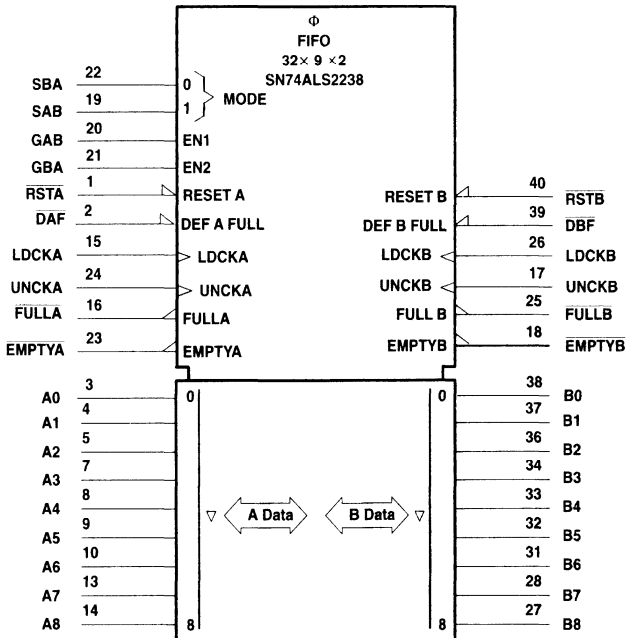 Φ
FIFO
32× 9 ×2
SN74ALS2238
SBA 22 0
SAB 19 1
MODE
GAB 20 EN1
GBA 21 EN2
RSTA 1 RESET A
DAF 2 DEF A FULL
LDCKA 15 LDCKA
UNCKA 24 UNCKA
FULLA 16 FULLA
EMPTYA 23 EMPTYA
RESET B 40 RSTB
DEF B FULL 39 DBF
LDCKB 26 LDCKB
UNCKB 17 UNCKB
FULL B 25 FULLB
EMPTYB 18 EMPTYB
A0 3 0
A1 4
A2 5
A3 7
A4 8
A5 9
A6 10
A7 13
A8 14 8
A Data
B Data
0 38 B0
37 B1
36 B2
34 B3
33 B4
32 B5
31 B6
28 B7
8 27 B8